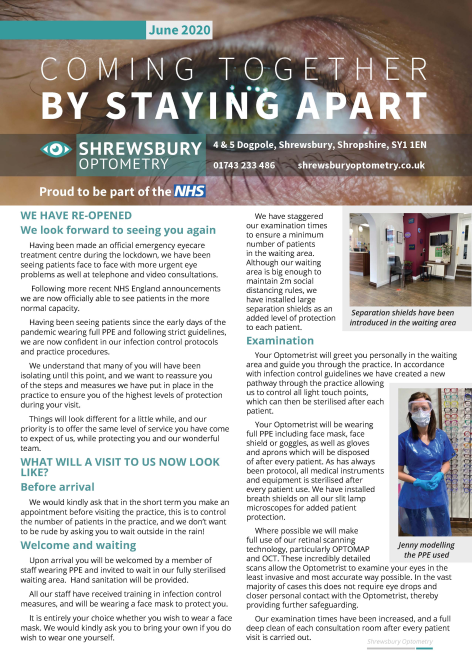 June 2020
COMING TOGETHER
BY STAYING APART
SHREWSBURY
OPTOMETRY
4 & 5 Dogpole, Shrewsbury, Shropshire, SY1 1EN
01743 233 486 shrewsburyoptometry.co.uk
Proud to be part of the NHS
WE HAVE RE-OPENED
We look forward to seeing you again
Having been made an official emergency eyecare
treatment centre during the lockdown, we have been
seeing patients face to face with more urgent eye
problems as well at telephone and video consultations.
Following more recent NHS England announcements
we are now officially able to see patients in the more
normal capacity.
Having been seeing patients since the early days of the
pandemic wearing full PPE and following strict guidelines,
we are now confident in our infection control protocols
and practice procedures.
We understand that many of you will have been
isolating until this point, and we want to reassure you
of the steps and measures we have put in place in the
practice to ensure you of the highest levels of protection
during your visit.
Things will look different for a little while, and our
priority is to offer the same level of service you have come
to expect of us, while protecting you and our wonderful
team.
WHAT WILL A VISIT TO US NOW LOOK
LIKE?
Before arrival
We would kindly ask that in the short term you make an
appointment before visiting the practice, this is to control
the number of patients in the practice, and we don't want
to be rude by asking you to wait outside in the rain!
Welcome and waiting
Upon arrival you will be welcomed by a member of
staff wearing PPE and invited to wait in our fully sterilised
waiting area. Hand sanitation will be provided.
All our staff have received training in infection control
measures, and will be wearing a face mask to protect you.
It is entirely your choice whether you wish to wear a face
mask. We would kindly ask you to bring your own if you do
wish to wear one yourself.
We have staggered
our examination times
to ensure a minimum
number of patients
in the waiting area.
Although our waiting
area is big enough to
maintain 2m social
distancing rules, we
have installed large
separation shields as an
added level of protection
to each patient.
Separation shields have been
introduced in the waiting area
Examination
Your Optometrist will greet you personally in the waiting
area and guide you through the practice. In accordance
with infection control guidelines we have created a new
pathway through the practice allowing
us to control all light touch points,
which can then be sterilised after each
patient.
Your Optometrist will be wearing
full PPE including face mask, face
shield or goggles, as well as gloves
and aprons which will be disposed
of after every patient. As has always
been protocol, all medical instruments
and equipment is sterilised after
every patient use. We have installed
breath shields on all our slit lamp
microscopes for added patient
protection.
Where possible we will make
full use of our retinal scanning
technology, particularly OPTOMAP
and OCT. These incredibly detailed
scans allow the Optometrist to examine your eyes in the
least invasive and most accurate way possible. In the vast
majority of cases this does not require eye drops and
closer personal contact with the Optometrist, thereby
providing further safeguarding.
Our examination times have been increased, and a full
deep clean of each consultation room after every patient
visit is carried out.
Jenny modelling
the PPE used
Shrewsbury Optometry